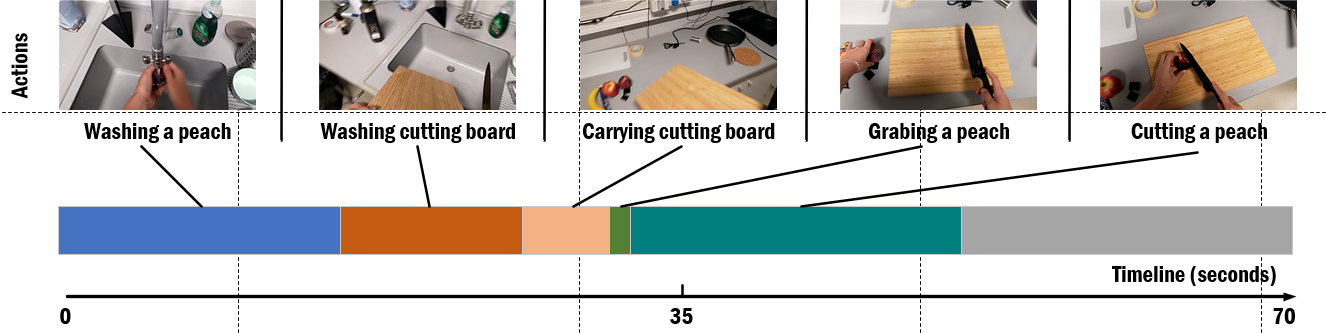 Actions
Washing a peach
Washing cutting board
Carrying cutting board
Grabing a peach
Cutting a peach
Timeline (seconds)
0
35
70